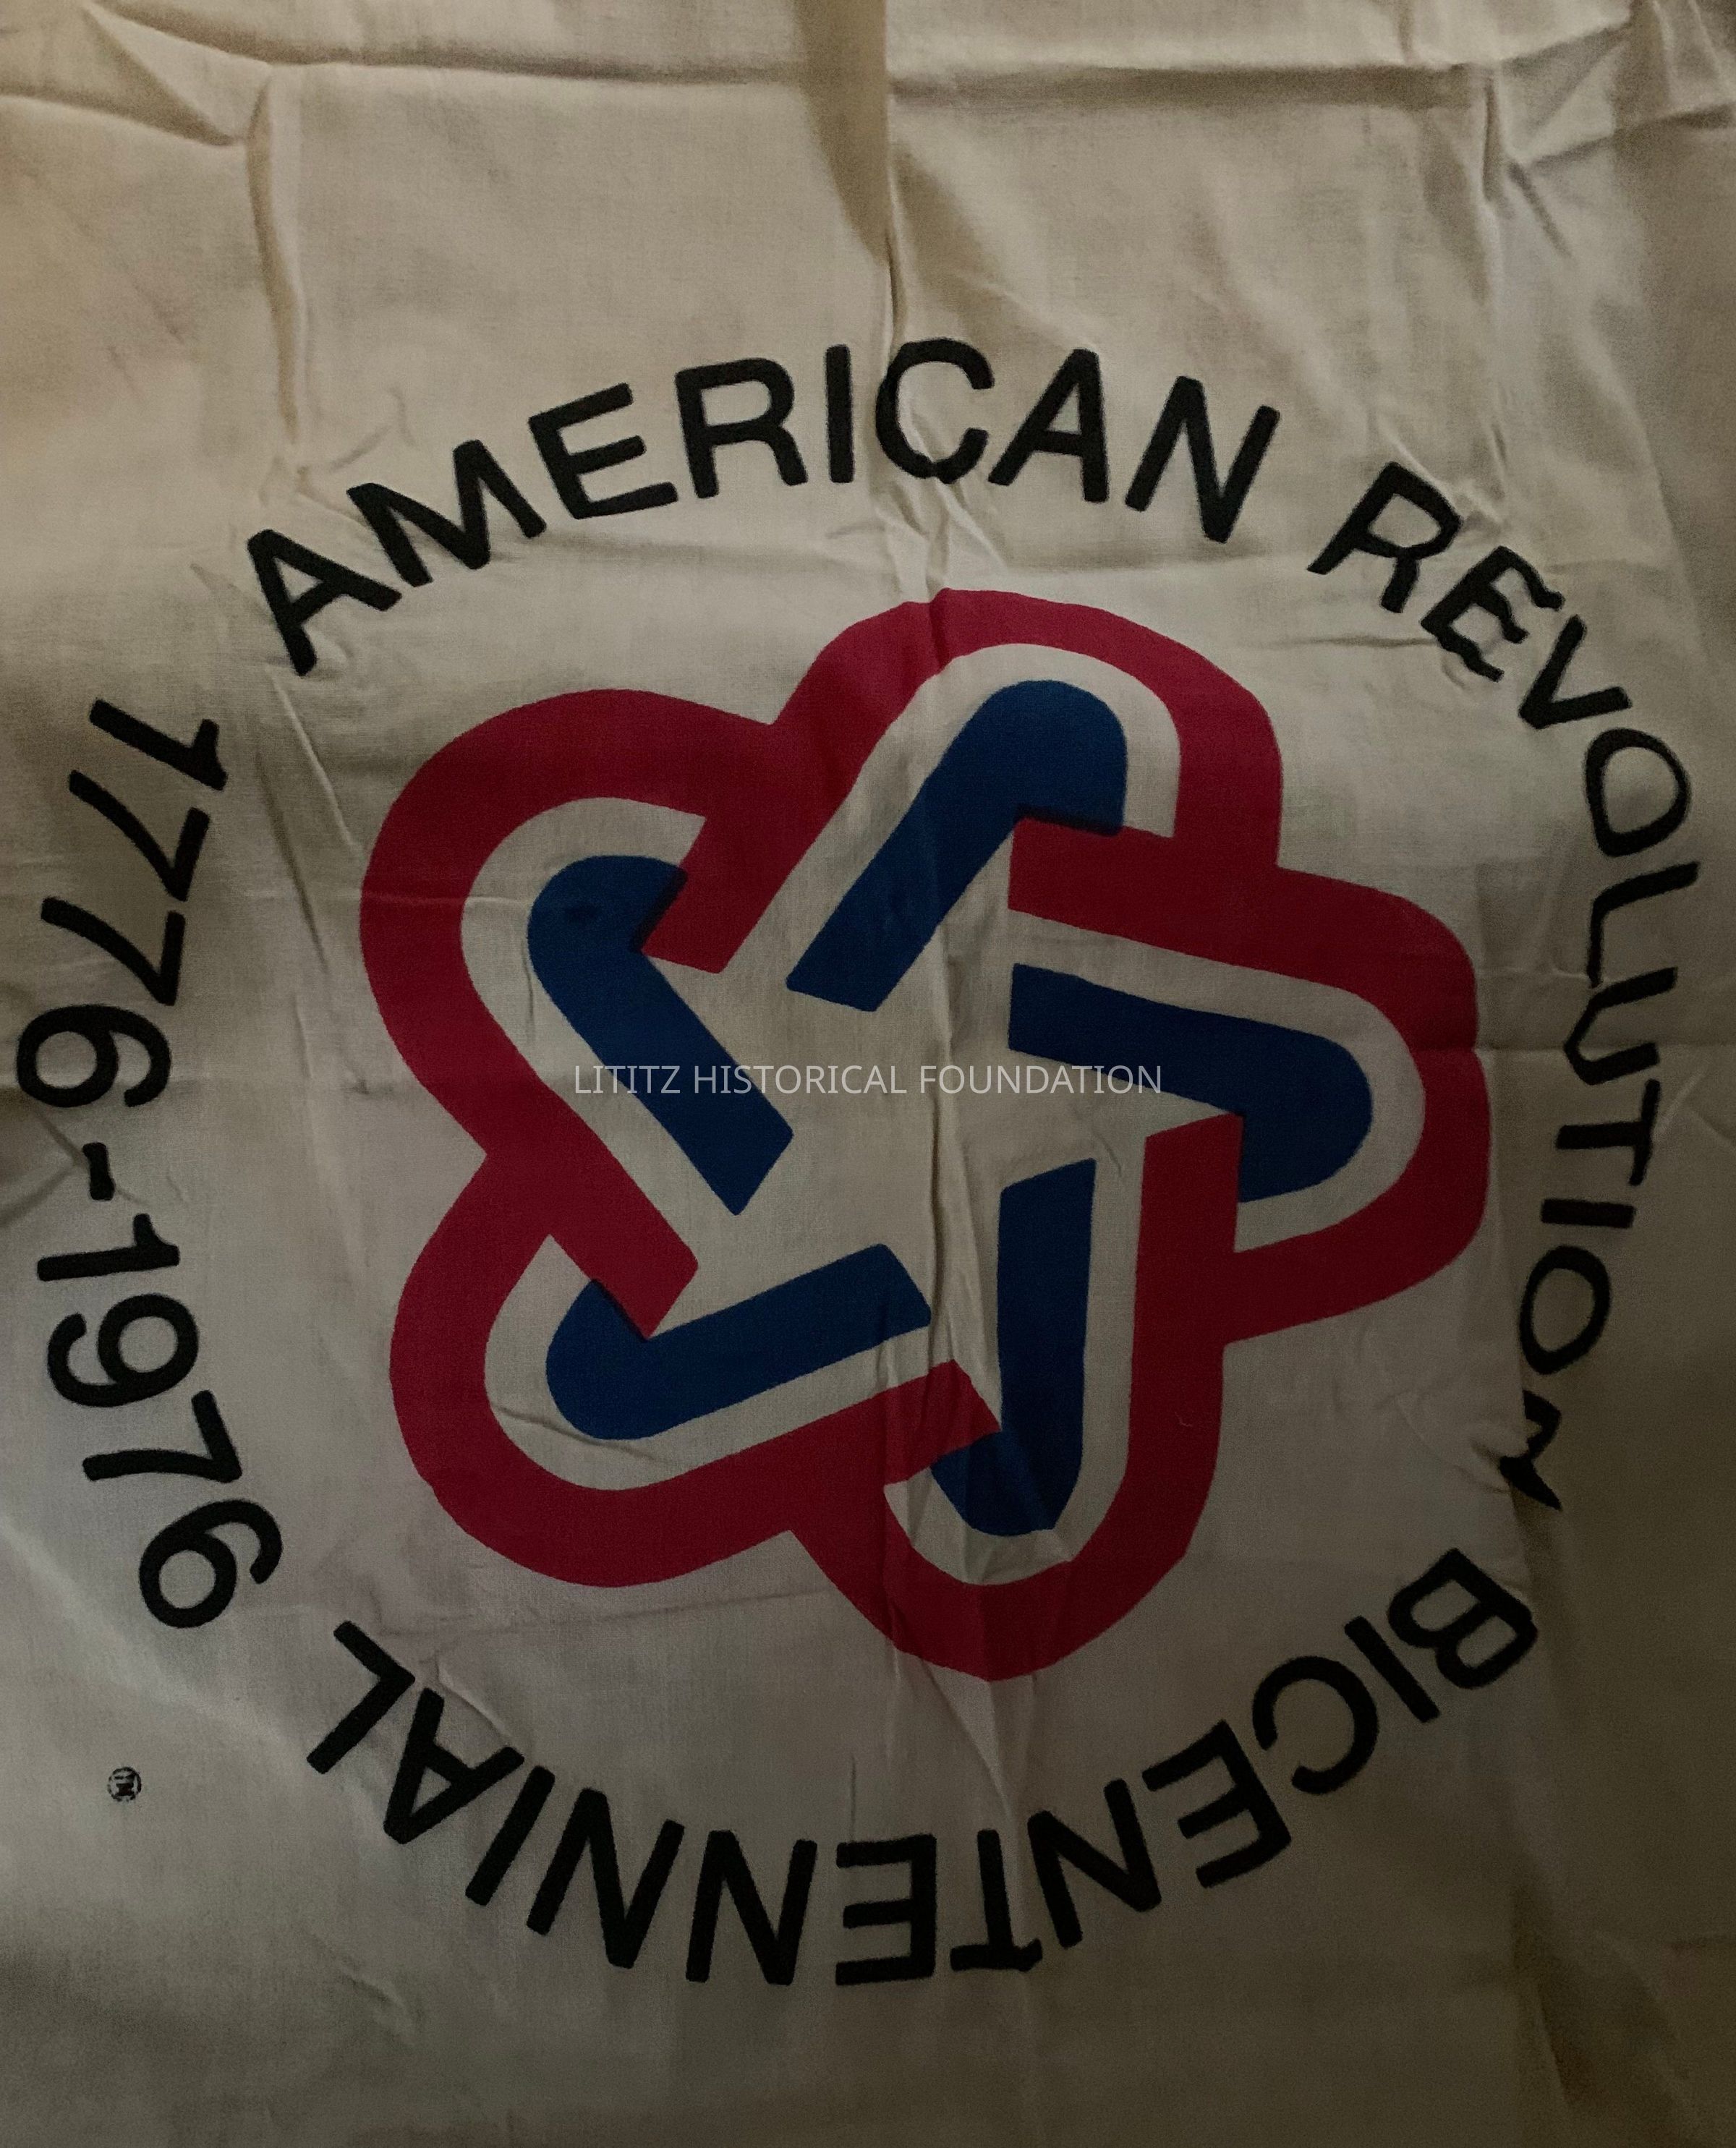 AMERICAN REVOLUTION BICENTENNIAL 1776-1976
LITITZ HISTORICAL FOUNDATION